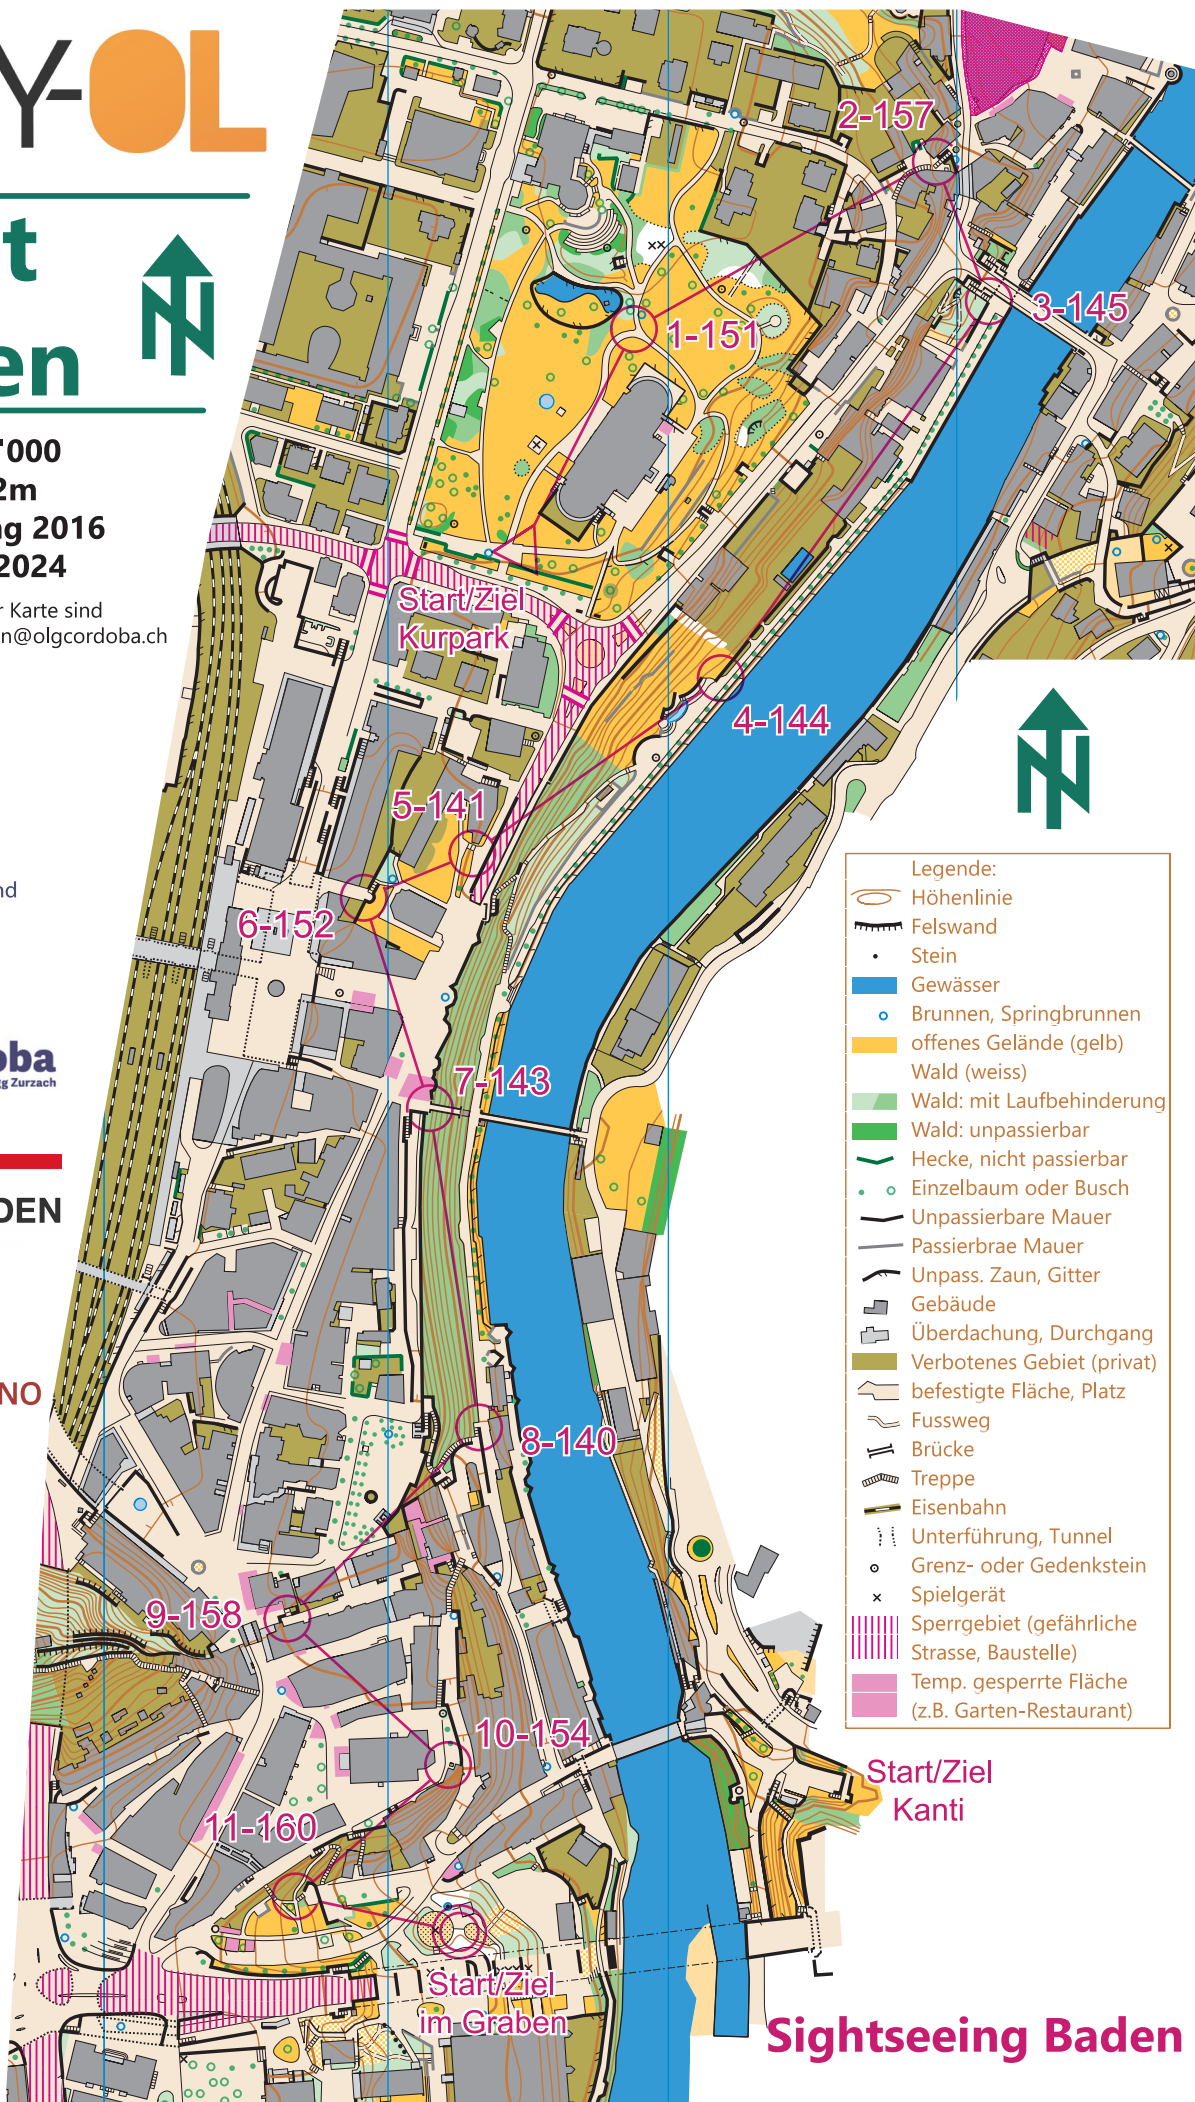 Y-OL
t
en
'000
2m
ng 2016
2024
r Karte sind
n@olgcordoba.ch
nd
oba
gg Zurzach
DEN
NO
2-157
3-145
1-151
Start/Ziel
Kurpark
4-144
5-141
6-152
7-143
8-140
9-158
10-154
11-160
Start/Ziel
im Graben
Start/Ziel
Kanti
Legende:
Höhenlinie
Felswand
Stein
Gewässer
Brunnen, Springbrunnen
offenes Gelände (gelb)
Wald (weiss)
Wald: mit Laufbehinderung
Wald: unpassierbar
Hecke, nicht passierbar
Einzelbaum oder Busch
Unpassierbare Mauer
Passierbrae Mauer
Unpass. Zaun, Gitter
Gebäude
Überdachung, Durchgang
Verbotenes Gebiet (privat)
befestigte Fläche, Platz
Fussweg
Brücke
Treppe
Eisenbahn
Unterführung, Tunnel
Grenz- oder Gedenkstein
Spielgerät
Sperrgebiet (gefährliche
Strasse, Baustelle)
Temp. gesperrte Fläche
(z.B. Garten-Restaurant)
Sightseeing Baden